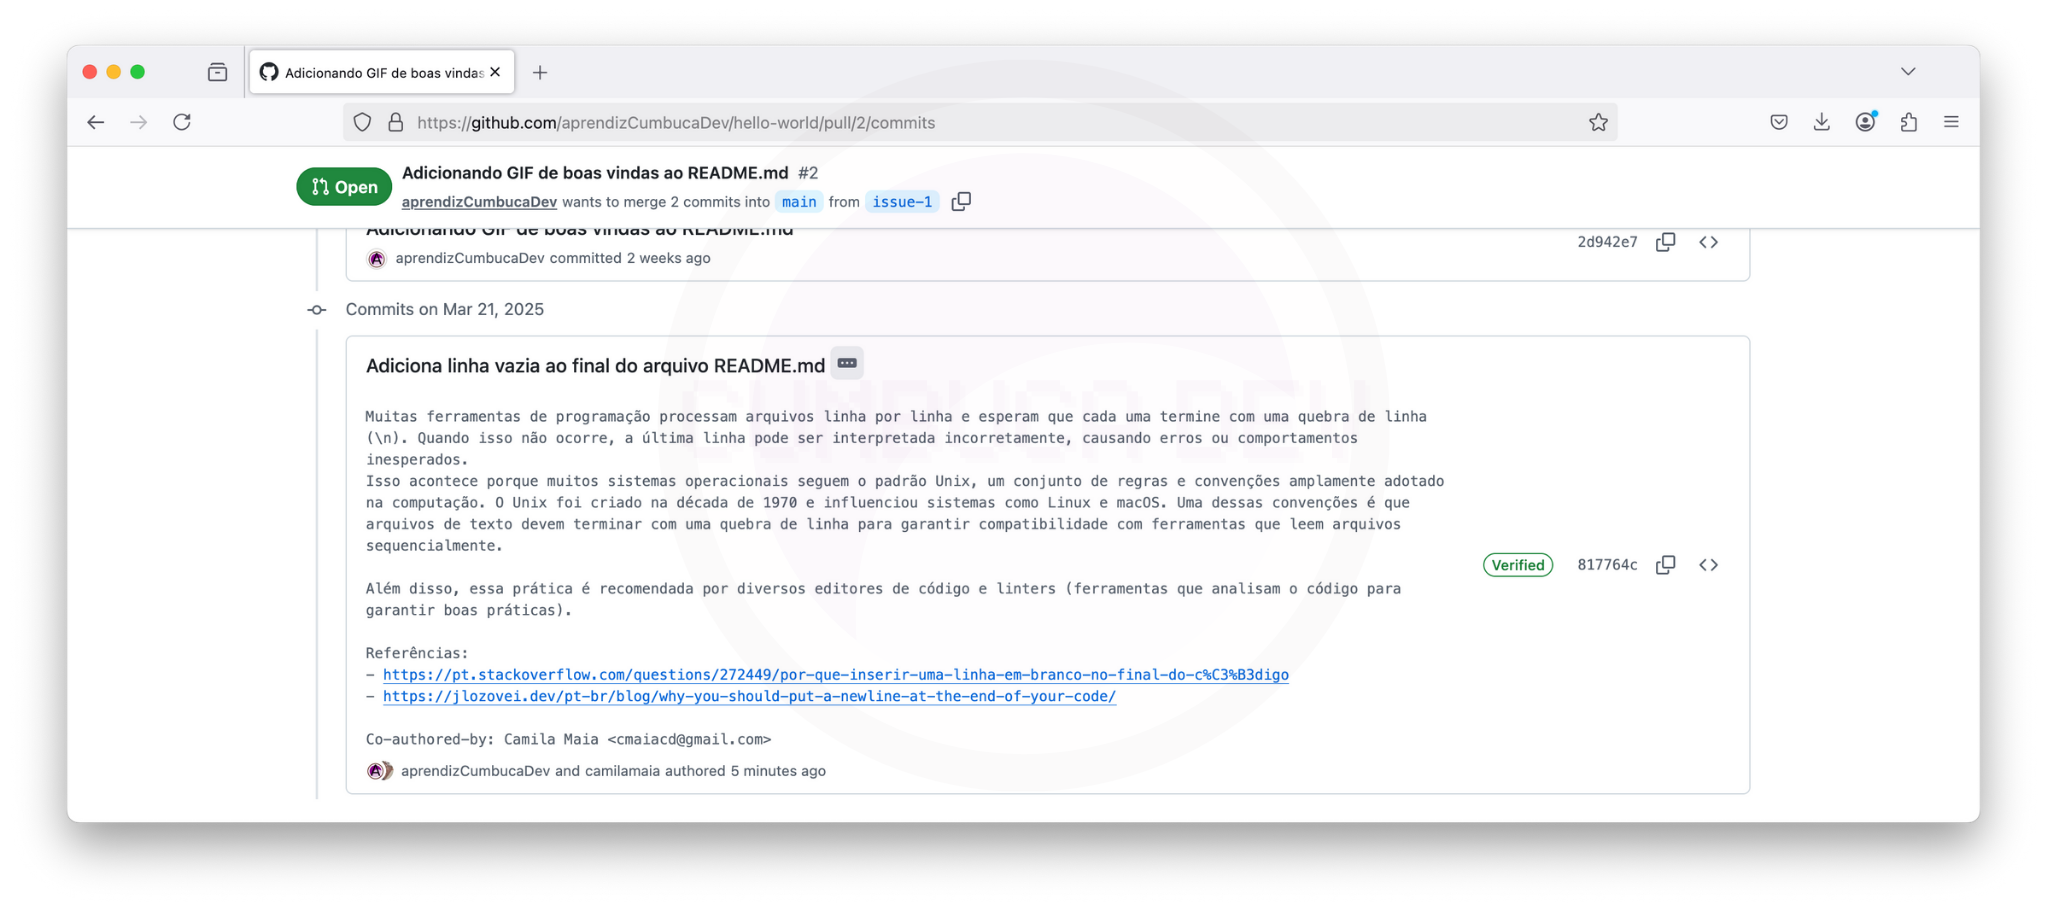 Adicionando GIF de boas vindas
https://github.com/aprendizCumbucaDev/hello-world/pull/2/commits
Open
Adicionando GIF de boas vindas ao README.md #2
aprendizCumbucaDev wants to merge 2 commits into main from issue-1
Adicionando GIF de boas vindas ao README.md
2d942e7
aprendizCumbucaDev committed 2 weeks ago
Commits on Mar 21, 2025
Adiciona linha vazia ao final do arquivo README.md
Muitas ferramentas de programação processam arquivos linha por linha e esperam que cada uma termine com uma quebra de linha
(\n). Quando isso não ocorre, a última linha pode ser interpretada incorretamente, causando erros ou comportamentos
inesperados.
Isso acontece porque muitos sistemas operacionais seguem o padrão Unix, um conjunto de regras e convenções amplamente adotado
na computação. O Unix foi criado na década de 1970 e influenciou sistemas como Linux e macOS. Uma dessas convenções é que
arquivos de texto devem terminar com uma quebra de linha para garantir compatibilidade com ferramentas que leem arquivos
sequencialmente.
Verified 817764c
Além disso, essa prática é recomendada por diversos editores de código e linters (ferramentas que analisam o código para
garantir boas práticas).
Referências:
- https://pt.stackoverflow.com/questions/272449/por-que-inserir-uma-linha-em-branco-no-final-do-c%C3%B3digo
- https://jlozovei.dev/pt-br/blog/why-you-should-put-a-newline-at-the-end-of-your-code/
Co-authored-by: Camila Maia <cmaiacd@gmail.com>
aprendizCumbucaDev and camilamaia authored 5 minutes ago
CUMBUCA DEV